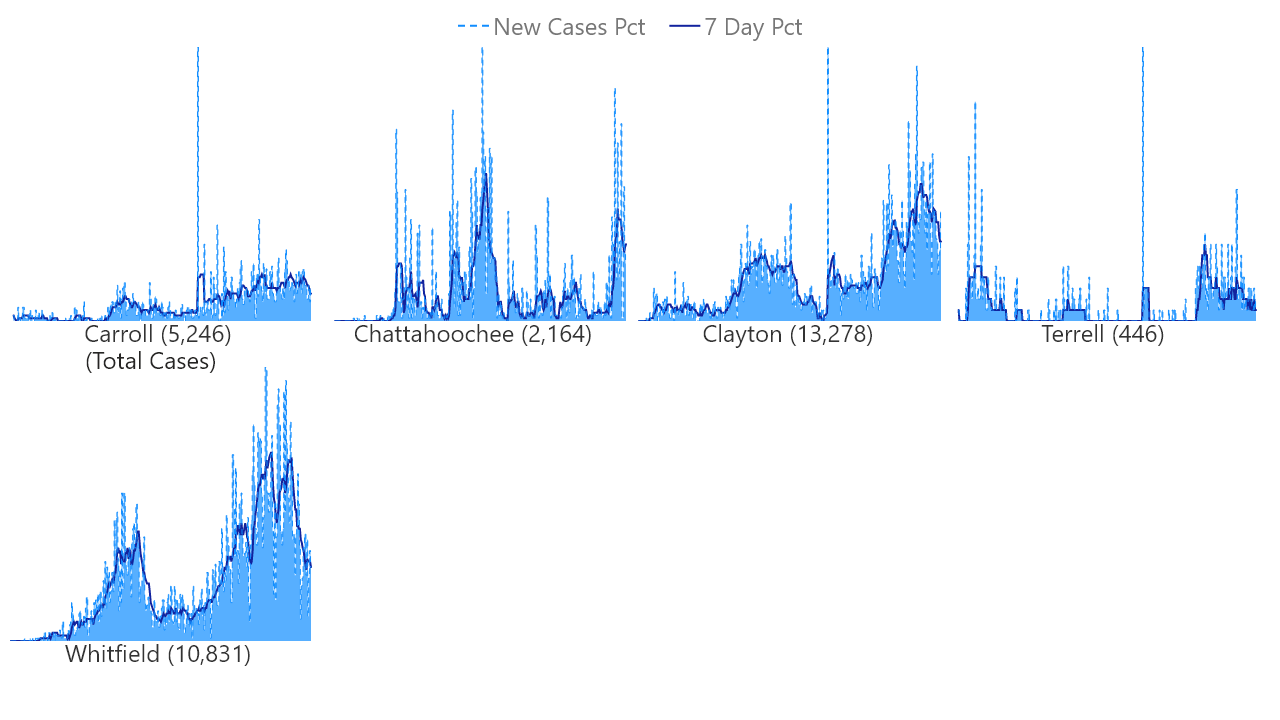 New Cases Pct 7 Day Pct
Carroll (5,246) Chattahoochee (2,164) Clayton (13,278) Terrell (446)
(Total Cases)
Whitfield (10,831)